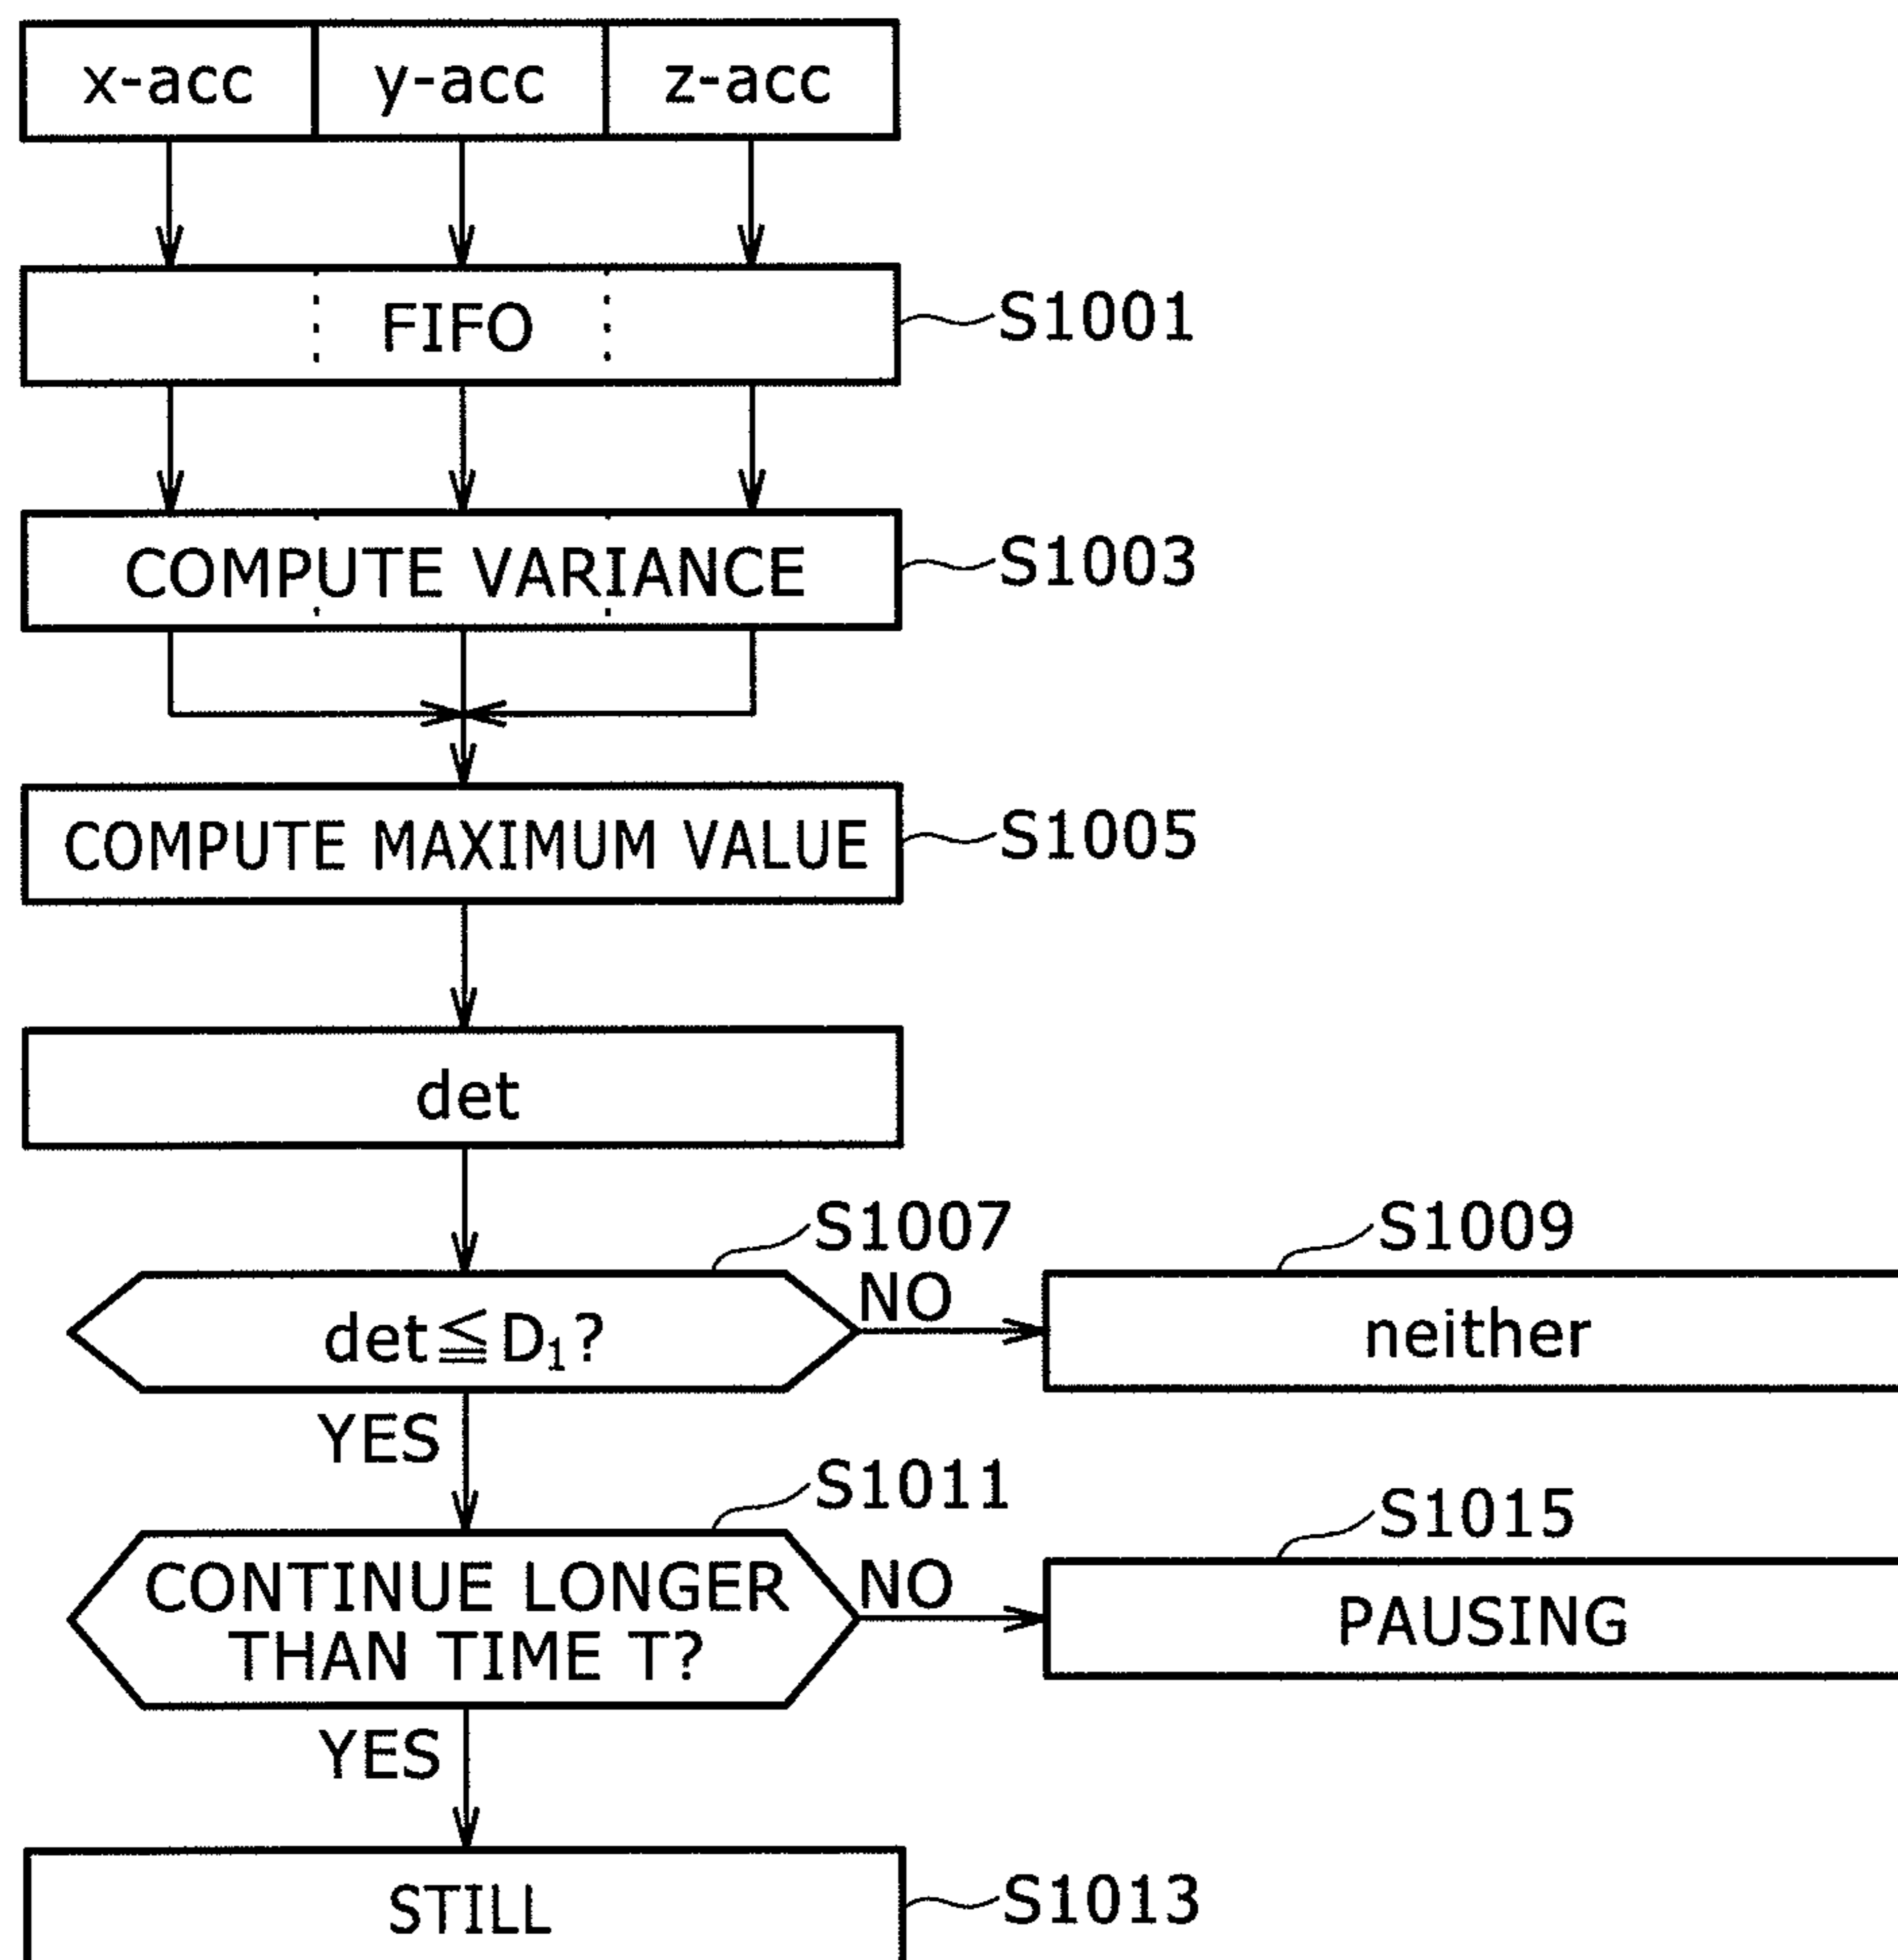 x-acc y-acc z-acc
FIFO
S1001
COMPUTE VARIANCE
S1003
COMPUTE MAXIMUM VALUE
S1005
det
S1007
det≦D₁?
NO
S1009
neither
YES
S1011
CONTINUE LONGER
THAN TIME T?
NO
S1015
PAUSING
YES
STILL
S1013